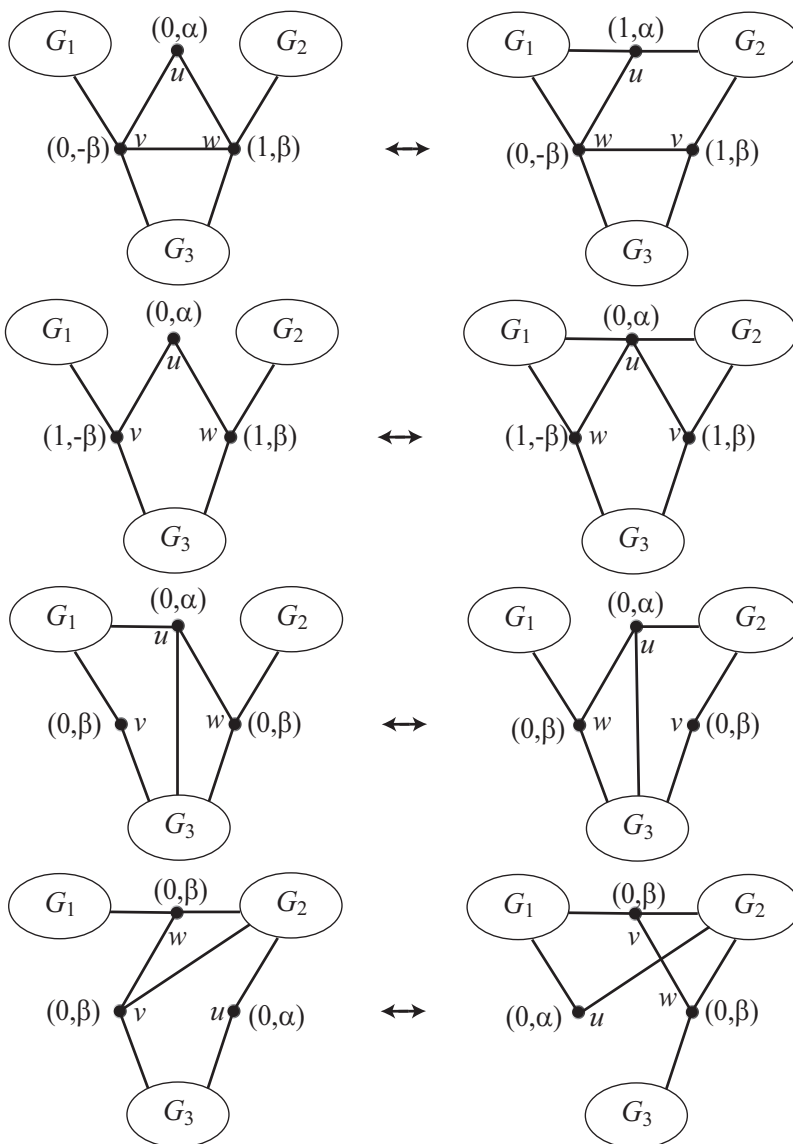 (0,α) (1,α)
G1 G2 G1 G2
u u
(0,-β) v w (1,β) (0,-β) w v (1,β)
G3 G3
(0,α) (0,α)
G1 G2 G1 G2
u u
(1,-β) v w (1,β) (1,-β) w v (1,β)
G3 G3
(0,α) (0,α)
G1 G2 G1 G2
u u
(0,β) v w (0,β) (0,β) w v (0,β)
G3 G3
(0,β) (0,β)
G1 G2 G1 G2
w v
(0,β) v u (0,α) (0,α) u w (0,β)
G3 G3